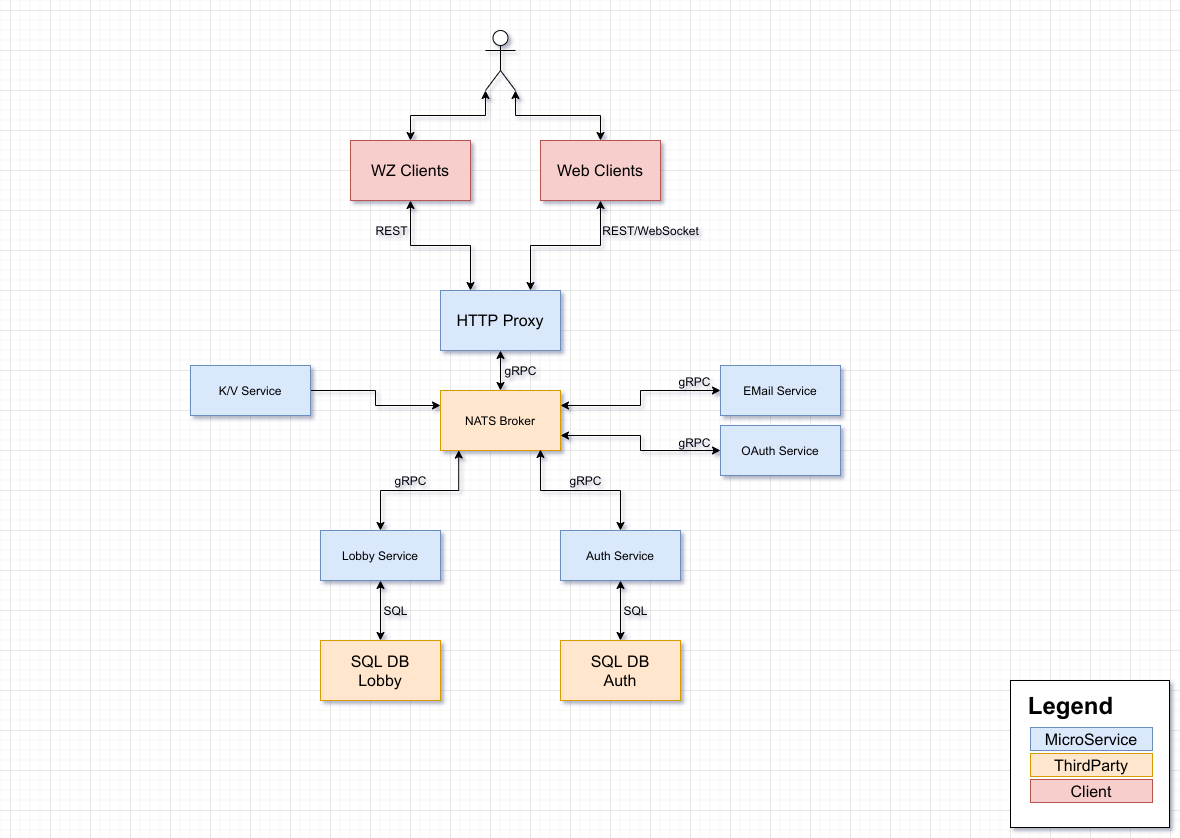 WZ Clients
Web Clients
REST
REST/WebSocket
HTTP Proxy
gRPC
K/V Service
NATS Broker
gRPC
EMail Service
gRPC
OAuth Service
gRPC
gRPC
Lobby Service
Auth Service
SQL
SQL
SQL DB
Lobby
SQL DB
Auth
Legend
MicroService
ThirdParty
Client